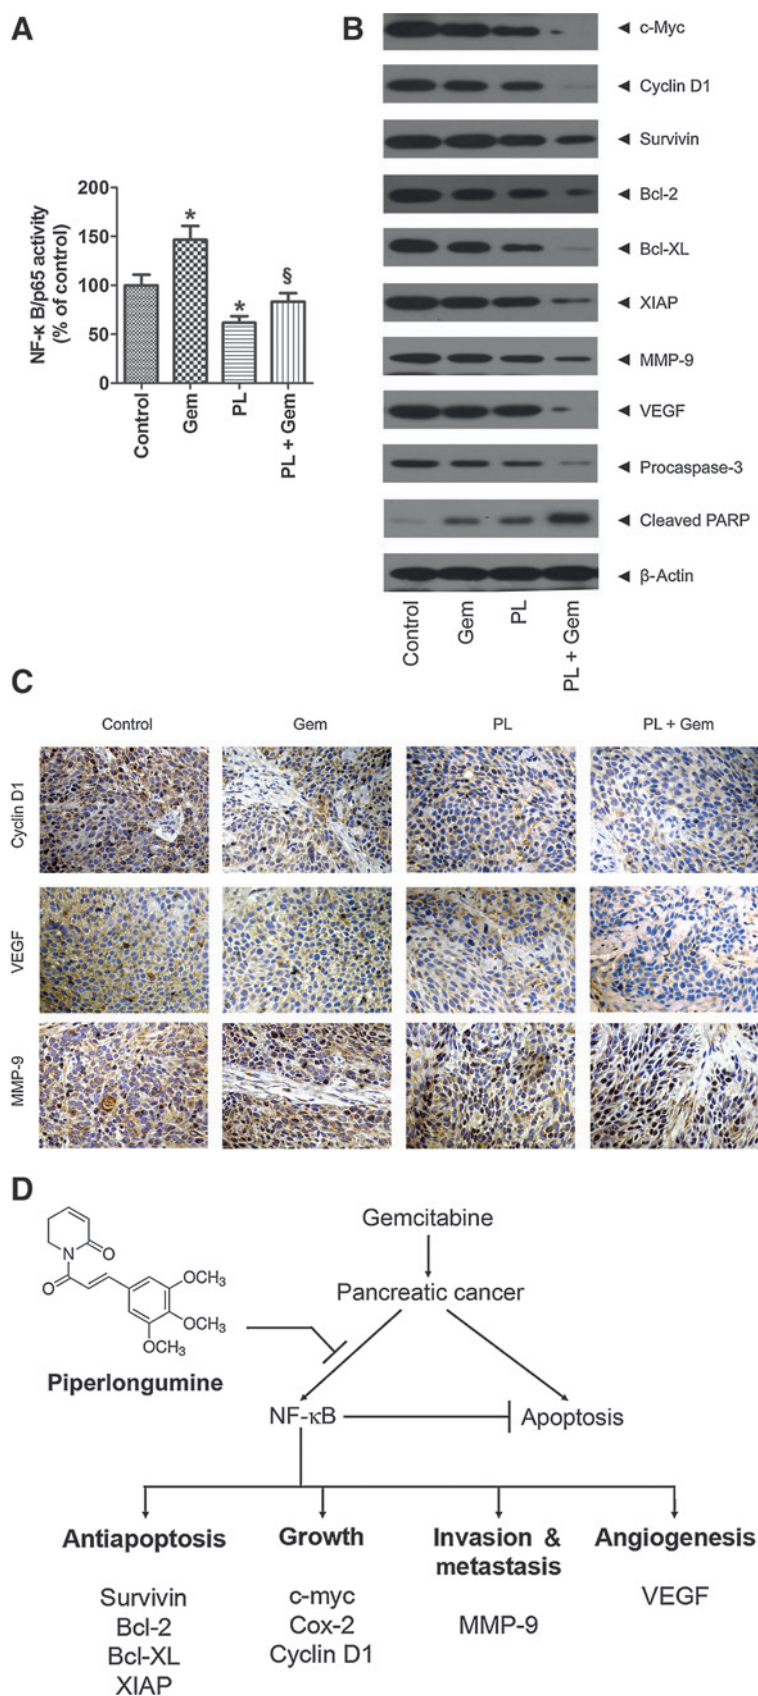 A
NF-κ B/p65 activity
(% of control)
200
150
100
50
0
*
*
§
Control
Gem
PL
PL + Gem
B
c-Myc
Cyclin D1
Survivin
Bcl-2
Bcl-XL
XIAP
MMP-9
VEGF
Procaspase-3
Cleaved PARP
β-Actin
Control
Gem
PL
PL + Gem
C
Control
Gem
PL
PL + Gem
Cyclin D1
VEGF
MMP-9
D
N
O
O
OCH3
OCH3
OCH3
Piperlongumine
Gemcitabine
Pancreatic cancer
NF-κB
Apoptosis
Antiapoptosis
Survivin
Bcl-2
Bcl-XL
XIAP
Growth
c-myc
Cox-2
Cyclin D1
Invasion &
metastasis
MMP-9
Angiogenesis
VEGF